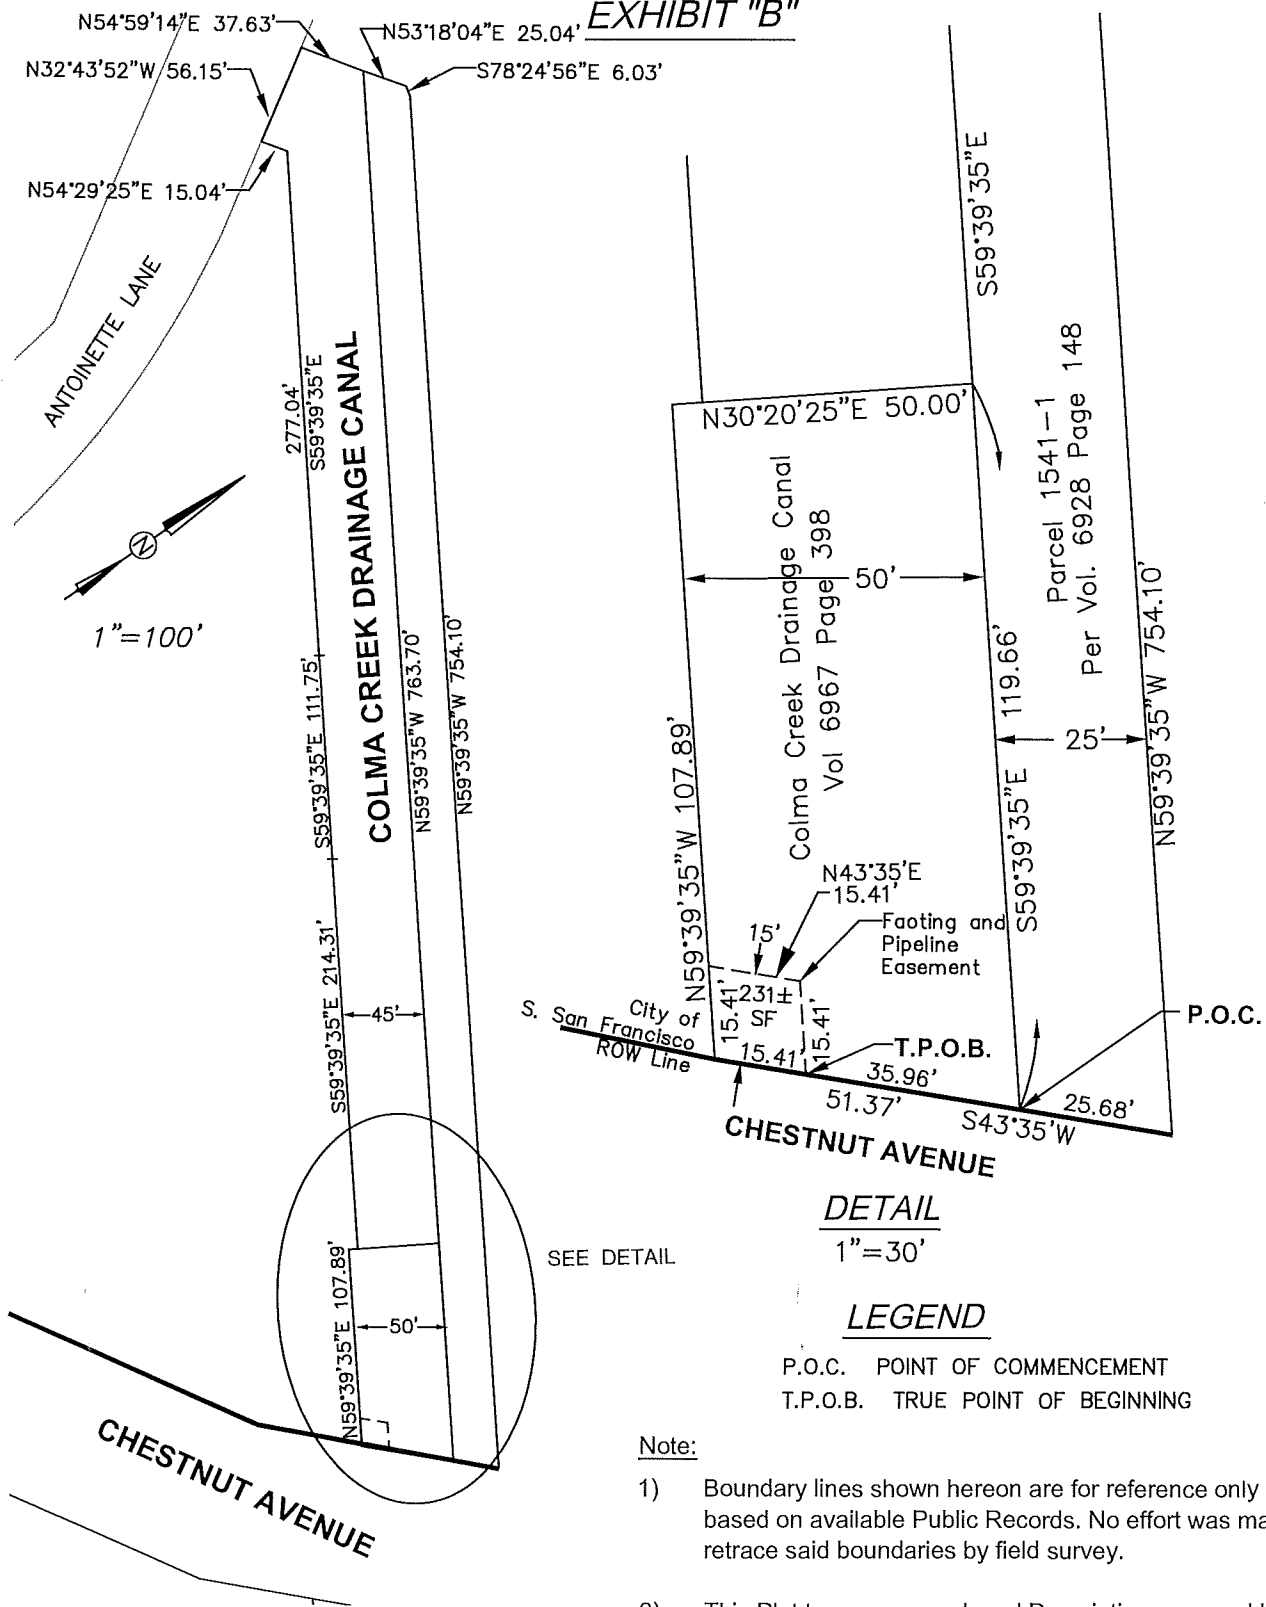 EXHIBIT "B"
N54°59'14"E 37.63'
N53°18'04"E 25.04'
N32°43'52"W 56.15'
S78°24'56"E 6.03'
N54°29'25"E 15.04'
ANTOINETTE LANE
277.04'
S59°39'35"E
COLMA CREEK DRAINAGE CANAL
N
1"=100'
S59°39'35"E 111.75'
N59°39'35"W 763.70'
N59°39'35"W 754.10'
S59°39'35"E 214.31'
45'
N59°39'35"E 107.89'
50'
SEE DETAIL
CHESTNUT AVENUE
S59°39'35"E
N30°20'25"E 50.00'
Colma Creek Drainage Canal
Vol 6967 Page 398
50'
Parcel 1541-1
Per Vol. 6928 Page 148
N59°39'35"W 107.89'
S59°39'35"E 119.66'
25'
N59°39'35"W 754.10'
N43°35'E
15.41'
15'
Footing and
Pipeline
Easement
231±
SF
15.41'
15.41'
15.41'
City of
S. San Francisco
ROW Line
T.P.O.B.
P.O.C.
35.96'
51.37'
S43°35'W
25.68'
CHESTNUT AVENUE
DETAIL
1"=30'
LEGEND
P.O.C. POINT OF COMMENCEMENT
T.P.O.B. TRUE POINT OF BEGINNING
Note:
1) Boundary lines shown hereon are for reference only
based on available Public Records. No effort was ma
retrace said boundaries by field survey.